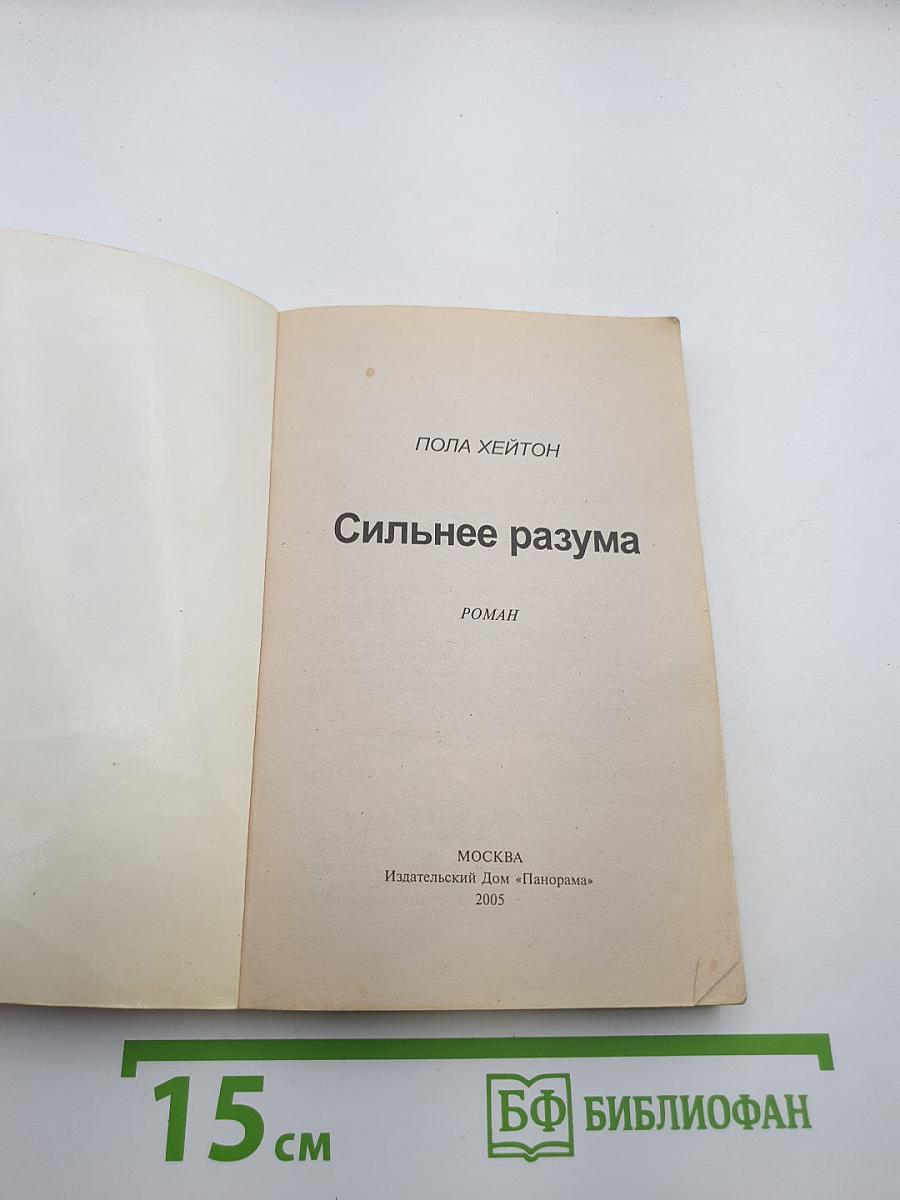 ПОЛА ХЕЙТОН
Сильнее разума
РОМАН
МОСКВА
Издательский Дом «Панорама»
2005
15 см
БФ БИБЛИОФАН